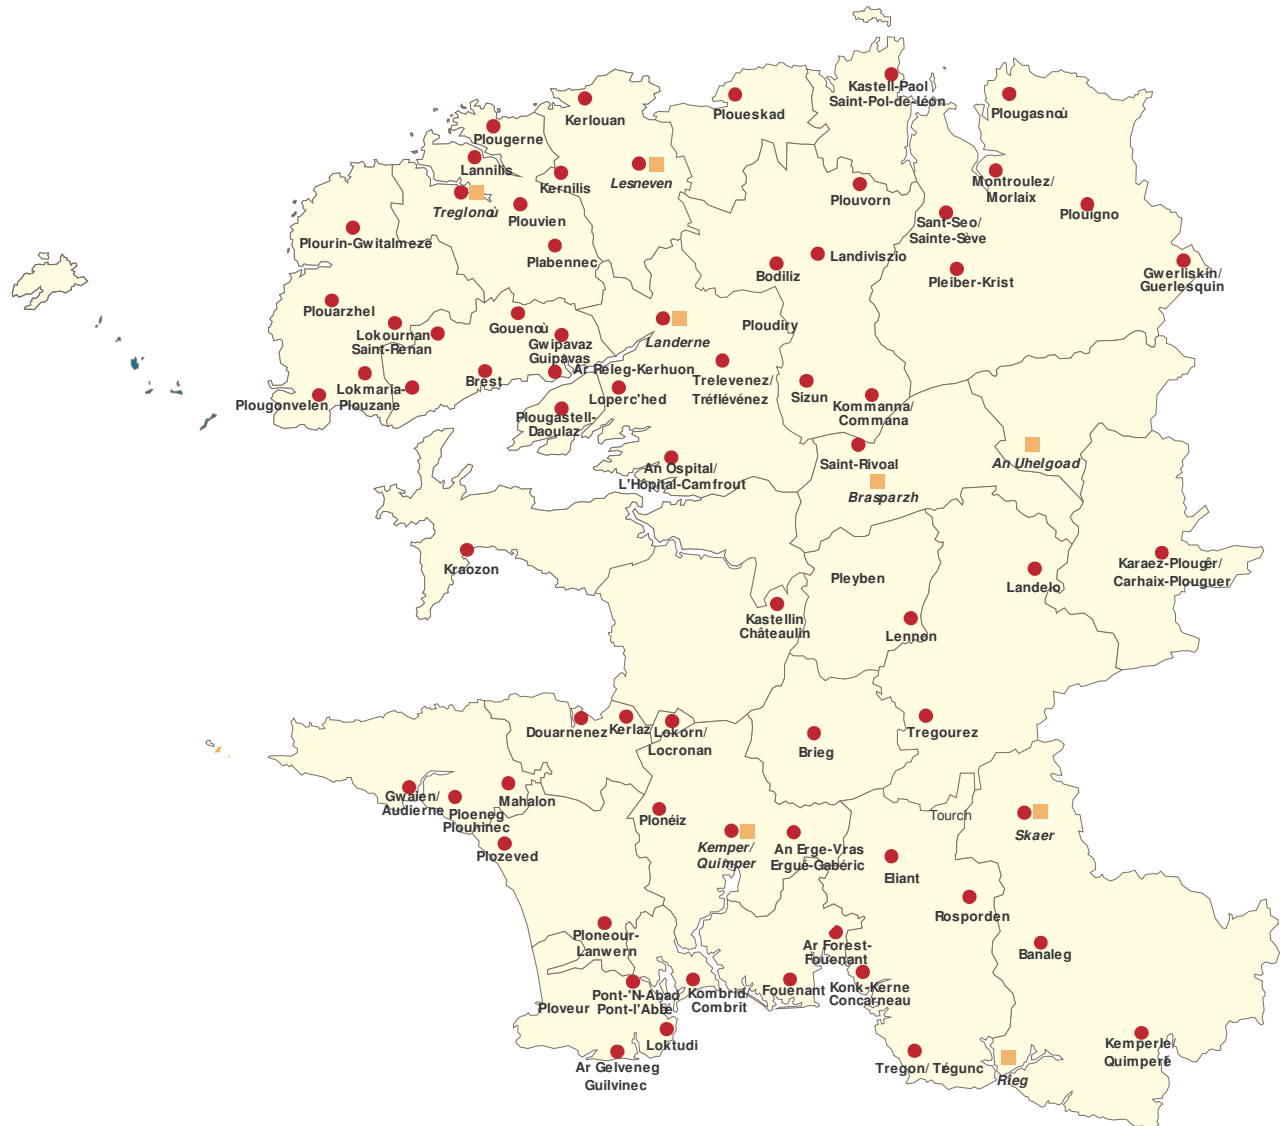 Kastell-Paol
Saint-Pol-de-Léon
Ploueskad
Kerlouan
Plougasnoù
Plougerne
Lannilis
Kernilis
Lesneven
Montroulez/
Morlaix
Treglonoù
Plouvien
Plouvorn
Plouigno
Sant-Seo/
Sainte-Sève
Plourin-Gwitalmeze
Plabennec
Landiviszio
Bodiliz
Pleiber-Krist
Gwerliskin/
Guerlesquin
Plouarzhel
Gouenoù
Lokournan
Saint-Renan
Gwipavaz
Guipavas
Ploudiry
Landerne
Ar Releg-Kerhuon
Brest
Lokmaria-
Plouzane
Plougonvelen
Trelevenez/
Tréflévénez
Loperc'hed
Sizun
Kommanna/
Commana
Plougastell-
Daoulaz
Saint-Rivoal
An Uhelgoad
An Ospital/
L'Hôpital-Camfrout
Brasparzh
Kraozon
Karaez-Plougêr/
Carhaix-Plouguer
Pleyben
Landelo
Kastellin
Châteaulin
Lennon
Douarnenez
Kerlaz
Lokorn/
Locronan
Brieg
Tregourez
Gwaien/
Audierne
Mahalon
Ploeneg
Plouhinec
Plonéiz
Tourch
Skaer
Kemper/
Quimper
An Erge-Vras
Ergué-Gabéric
Plozeved
Eliant
Rosporden
Ploneour-
Lanwern
Ar Forest-
Fouenant
Banaleg
Pont-'N-Abad
Pont-l'Abbé
Ploveur
Kombrid/
Combrit
Fouenant
Konk-Kerne
Concarneau
Loktudi
Ar Gelveneg
Guilvinec
Tregon/ Trégunc
Rieg
Kemperle/
Quimperé